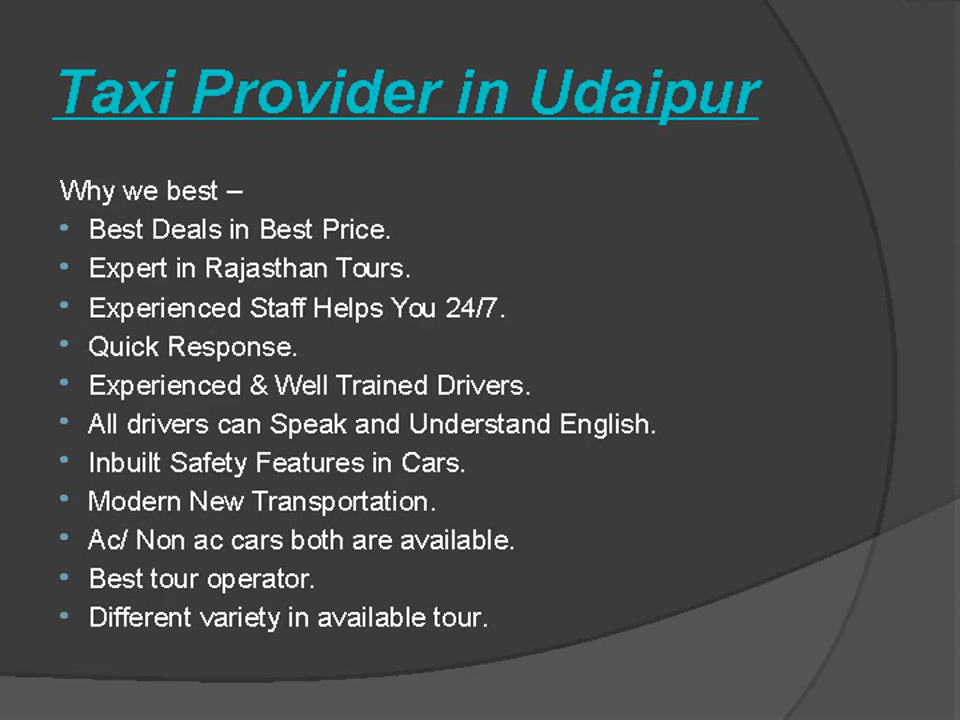 Taxi Provider in Udaipur
Why we best –
• Best Deals in Best Price.
• Expert in Rajasthan Tours.
• Experienced Staff Helps You 24/7.
• Quick Response.
• Experienced & Well Trained Drivers.
• All drivers can Speak and Understand English.
• Inbuilt Safety Features in Cars.
• Modern New Transportation.
• Ac/ Non ac cars both are available.
• Best tour operator.
• Different variety in available tour.